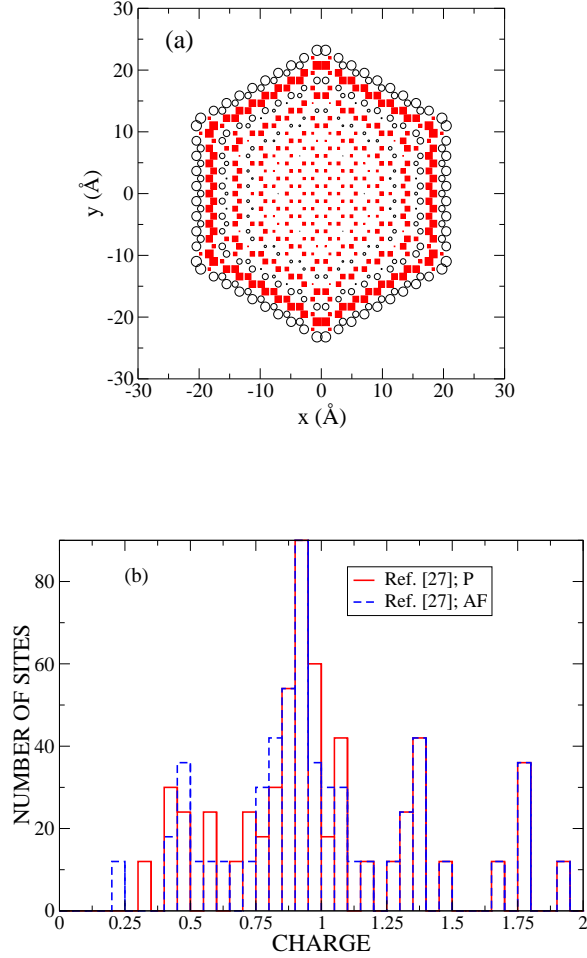 (a)
30
20
10
0
-10
-20
-30
y (Å)
-30 -20 -10 0 10 20 30
x (Å)
(b)
Ref. [27]; P
Ref. [27]; AF
80
60
40
20
0
NUMBER OF SITES
0 0.25 0.5 0.75 1 1.25 1.5 1.75 2
CHARGE